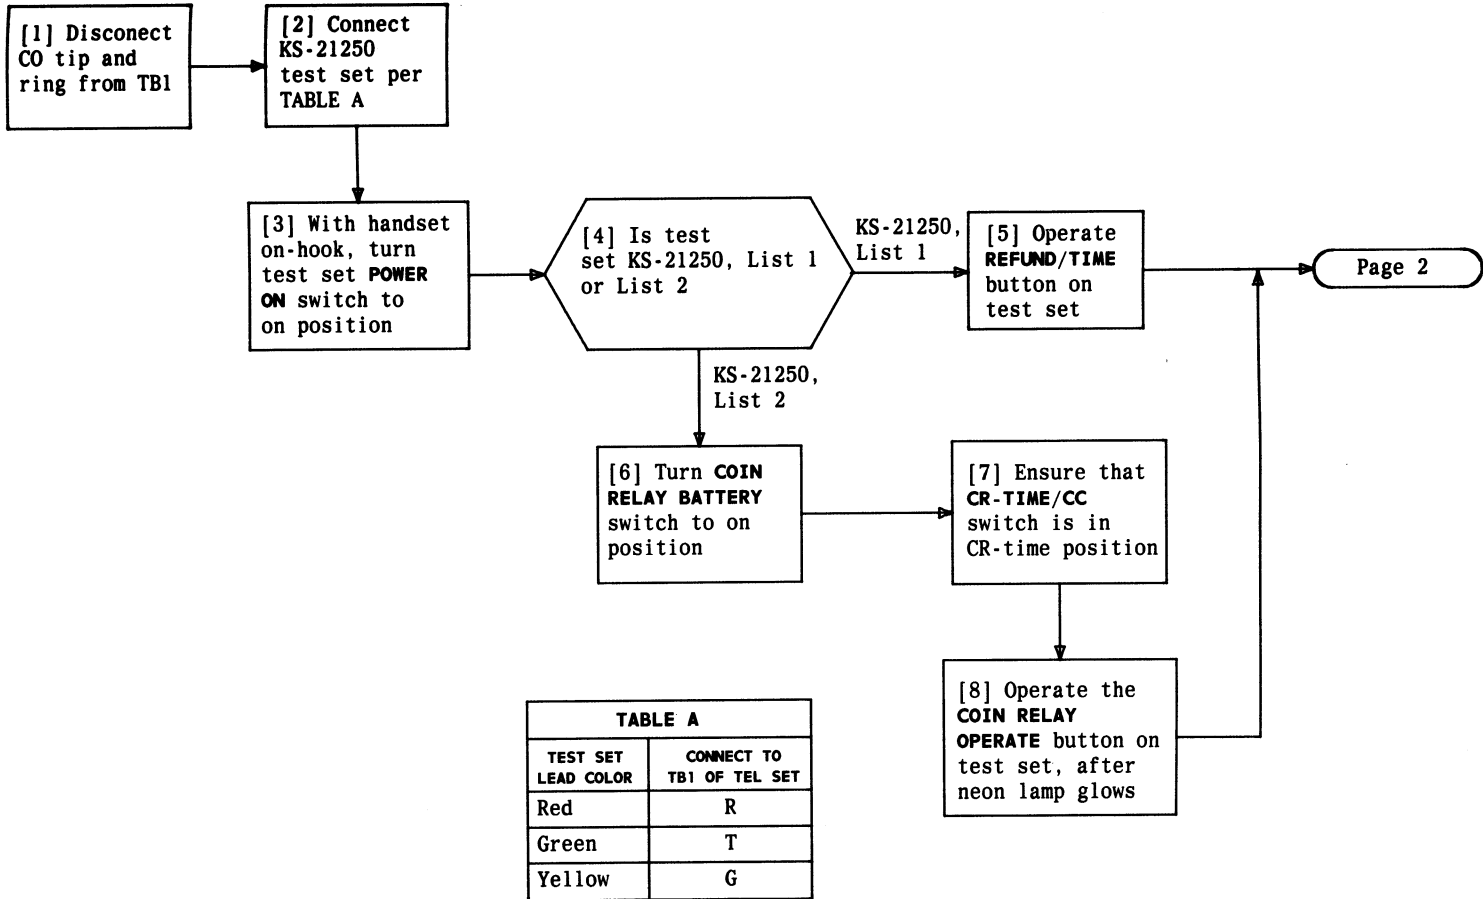 [1] Disconect
CO tip and
ring from TB1
[2] Connect
KS-21250
test set per
TABLE A
[3] With handset
on-hook, turn
test set POWER
ON switch to
on position
[4] Is test
set KS-21250, List 1
or List 2
KS-21250,
List 1
[5] Operate
REFUND/TIME
button on
test set
Page 2
KS-21250,
List 2
[6] Turn COIN
RELAY BATTERY
switch to on
position
[7] Ensure that
CR-TIME/CC
switch is in
CR-time position
[8] Operate the
COIN RELAY
OPERATE button on
test set, after
neon lamp glows
TABLE A
TEST SET
LEAD COLOR
CONNECT TO
TB1 OF TEL SET
Red R
Green T
Yellow G